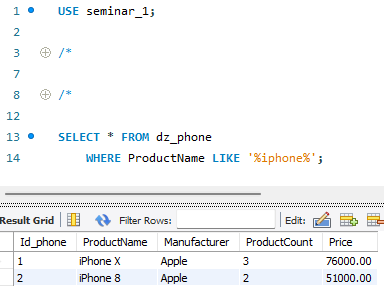 1 USE seminar_1;
2
3 /*
7
8 /*
12
13 SELECT * FROM dz_phone
14 WHERE ProductName LIKE '%iphone%';
Result Grid Filter Rows: Edit:
Id_phone ProductName Manufacturer ProductCount Price
1 iPhone X Apple 3 76000.00
2 iPhone 8 Apple 2 51000.00